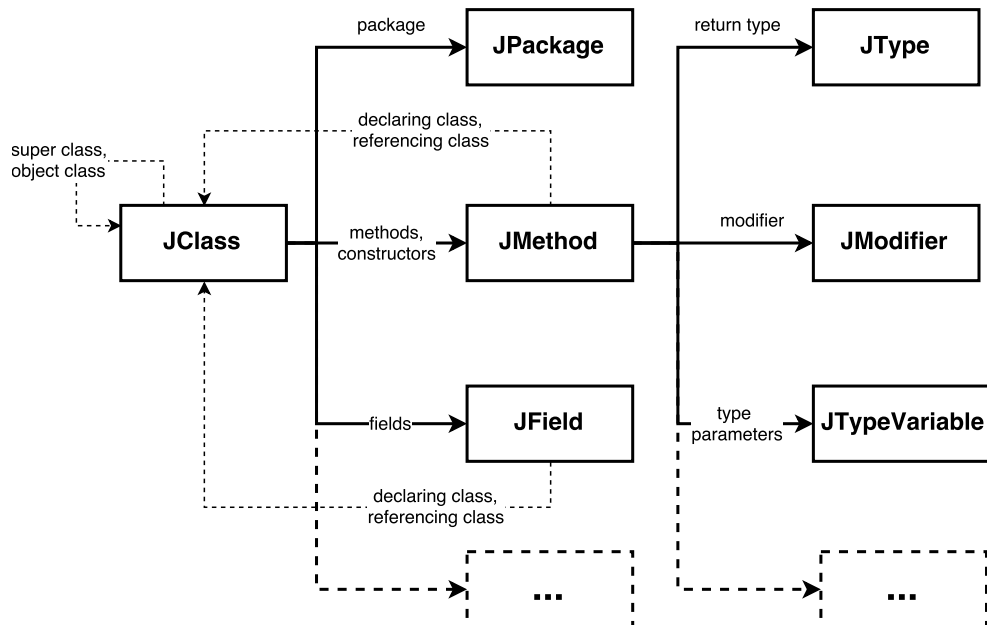 package
JPackage
return type
JType
declaring class,
referencing class
super class,
object class
JClass
methods,
constructors
JMethod
modifier
JModifier
fields
JField
type
parameters
JTypeVariable
declaring class,
referencing class
...
...